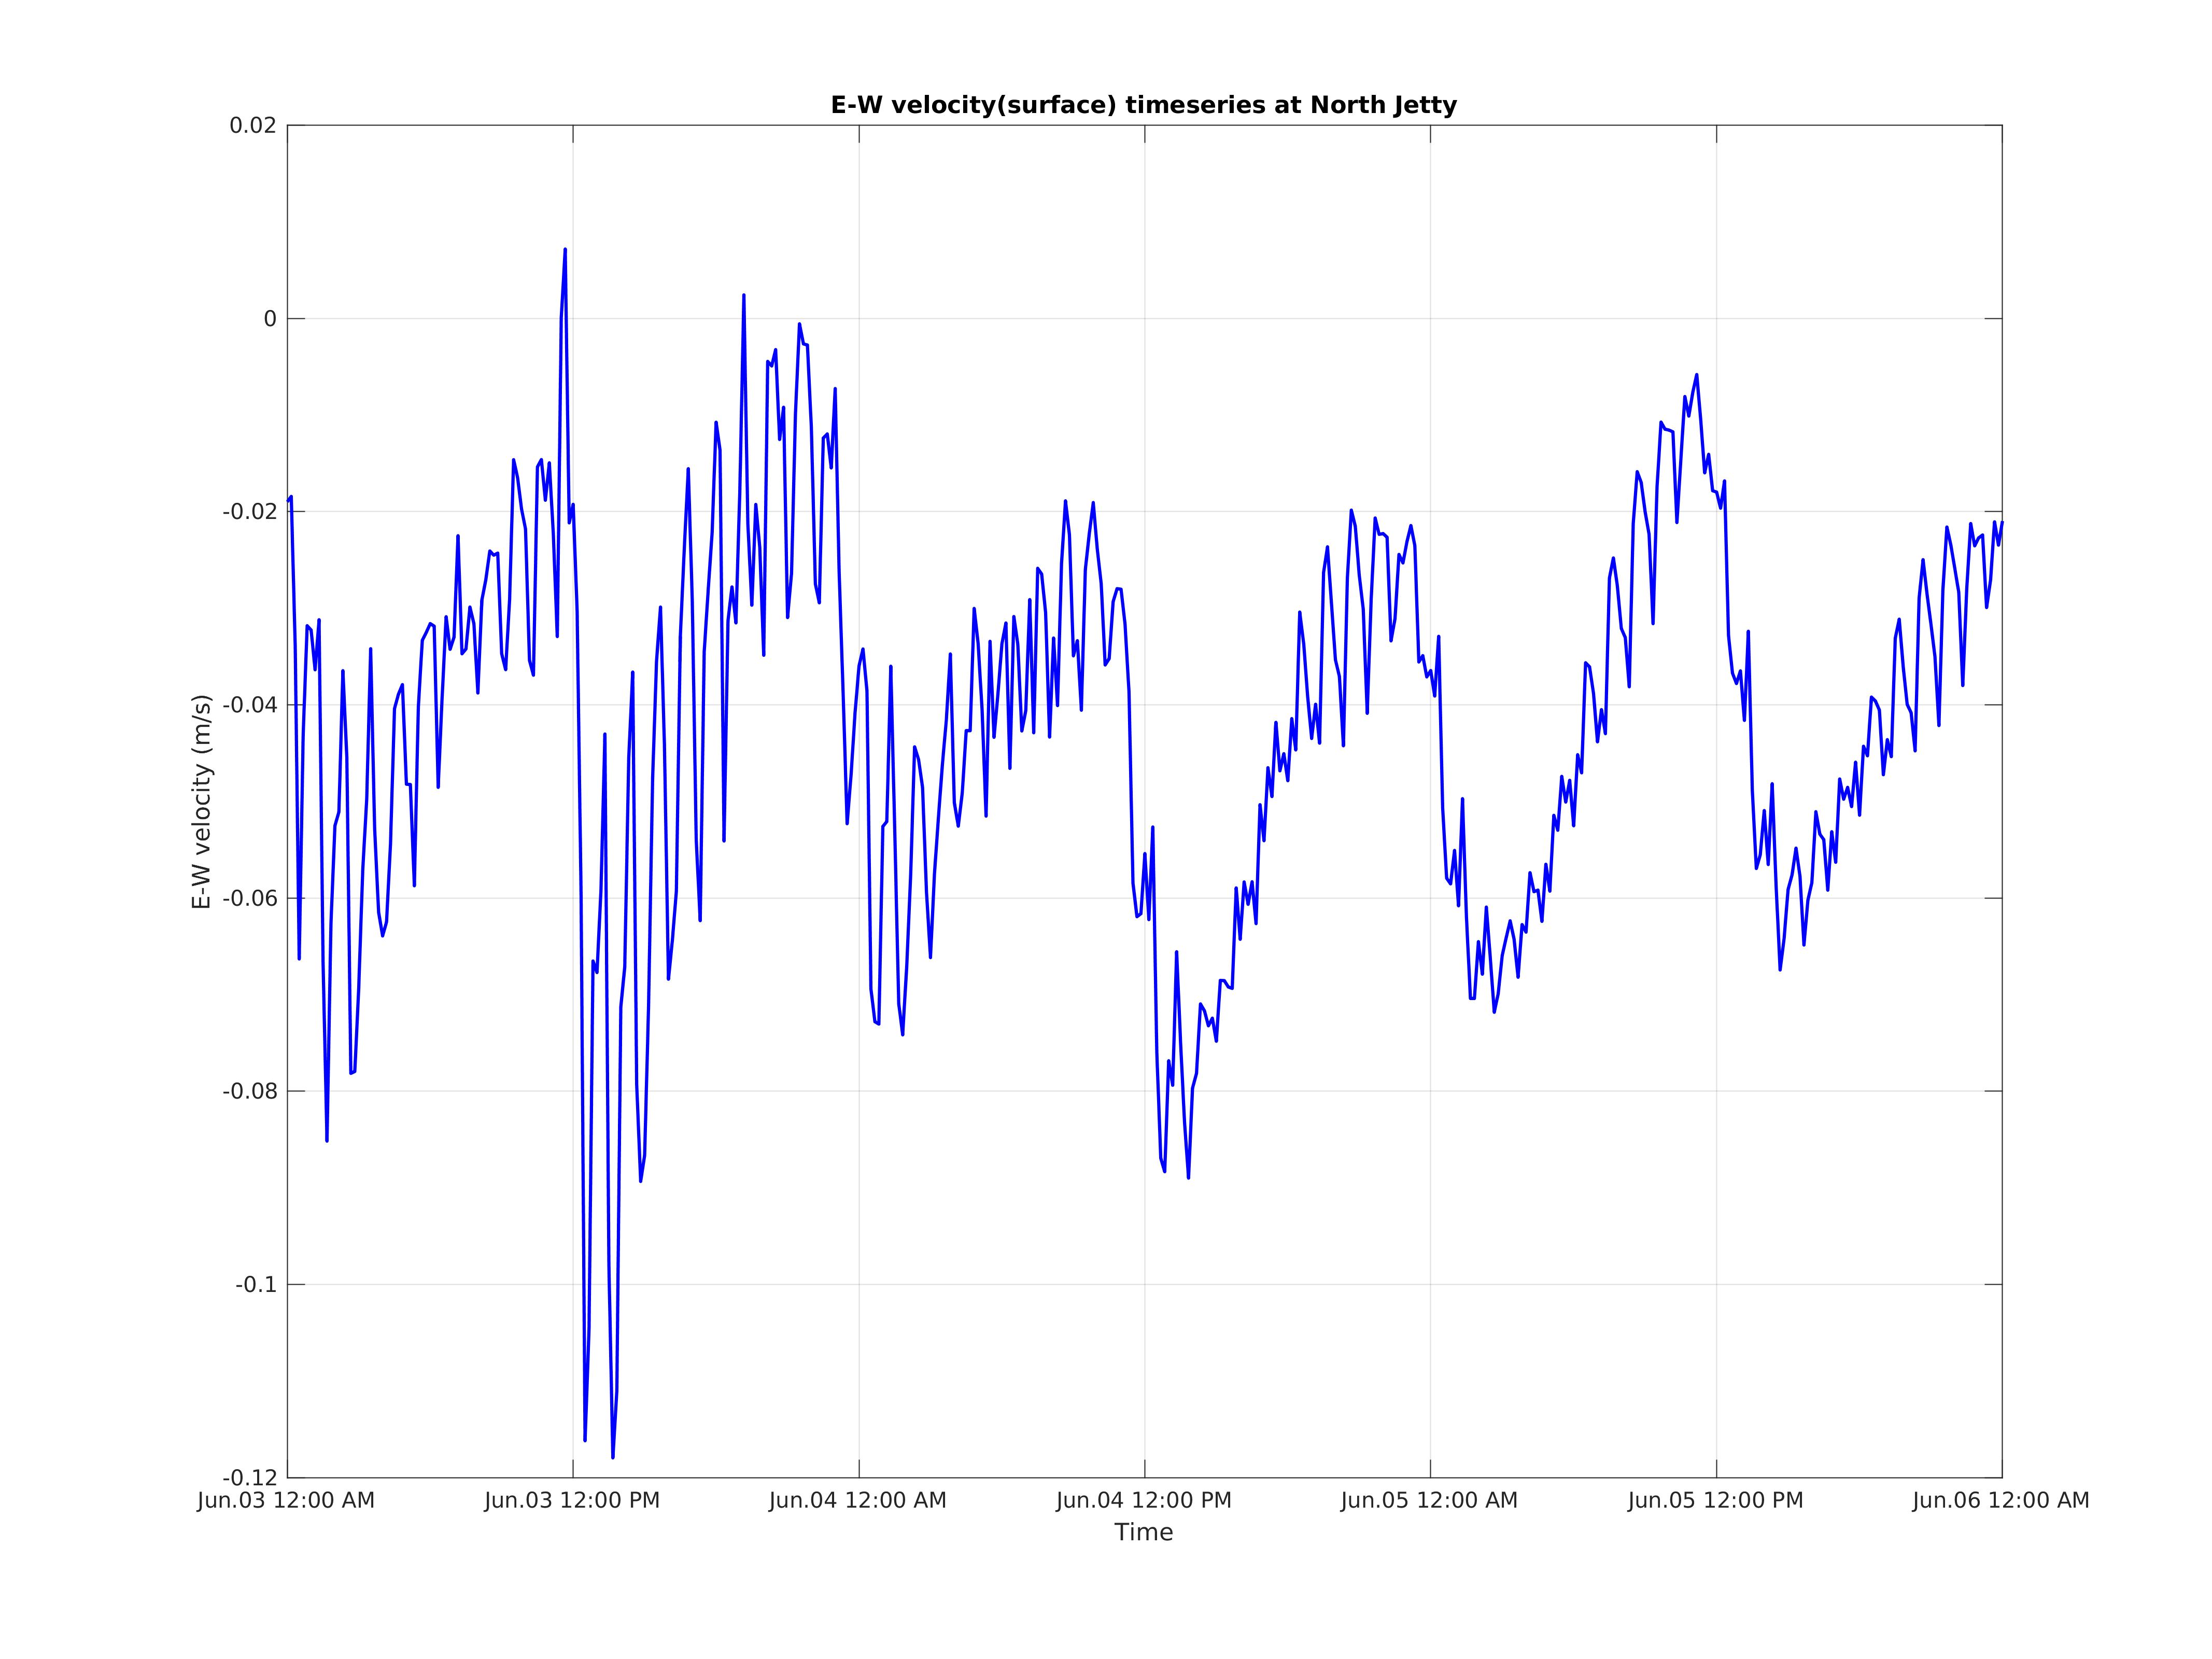 E-W velocity(surface) timeseries at North Jetty
0.02
0
-0.02
-0.04
-0.06
-0.08
-0.1
-0.12
E-W velocity (m/s)
Jun.03 12:00 AM Jun.03 12:00 PM Jun.04 12:00 AM Jun.04 12:00 PM Jun.05 12:00 AM Jun.05 12:00 PM Jun.06 12:00 AM
Time